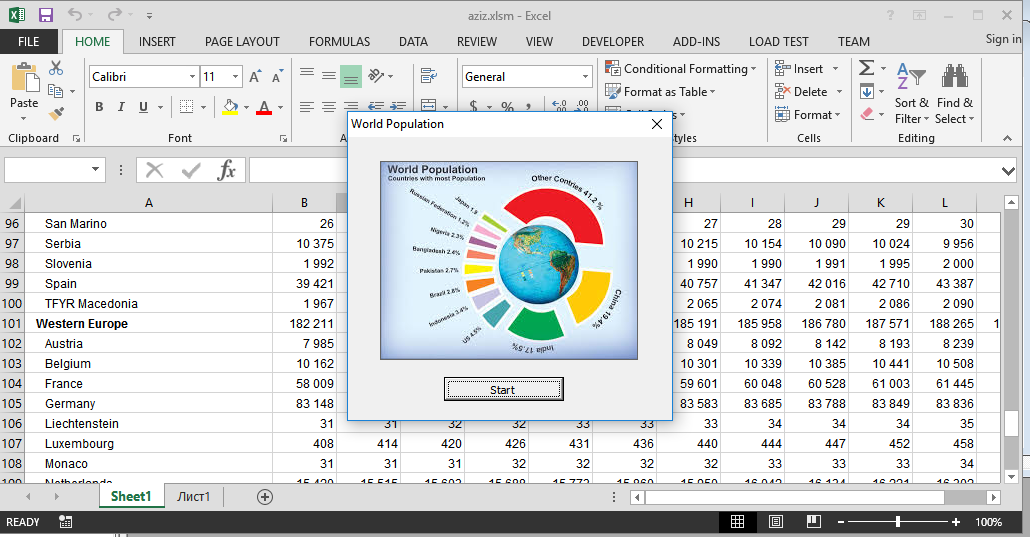 aziz.xlsm - Excel
FILE HOME INSERT PAGE LAYOUT FORMULAS DATA REVIEW VIEW DEVELOPER ADD-INS LOAD TEST TEAM Sign in
Paste
Calibri 11
B I U A
General
$ % ,
Conditional Formatting
Format as Table
Insert
Delete
Format
Sort & Filter
Find & Select
Clipboard Font Cells Editing
World Population
fx
A B H I J K L
96 San Marino 26 27 28 29 29 30
97 Serbia 10 375 10 215 10 154 10 090 10 024 9 956
98 Slovenia 1 992 1 990 1 990 1 991 1 995 2 000
99 Spain 39 421 40 757 41 347 42 016 42 710 43 387
100 TFYR Macedonia 1 967 2 065 2 074 2 081 2 086 2 090
101 Western Europe 182 211 185 191 185 958 186 780 187 571 188 265 1
102 Austria 7 985 8 049 8 092 8 142 8 193 8 239
103 Belgium 10 162 10 301 10 339 10 385 10 441 10 508
104 France 58 009 59 601 60 048 60 528 61 003 61 445
105 Germany 83 148 83 583 83 685 83 788 83 849 83 836
106 Liechtenstein 31 31 32 32 33 33 33 34 34 34 35
107 Luxembourg 408 414 420 426 431 436 440 444 447 452 458
108 Monaco 31 31 31 32 32 32 32 33 33 33 34
World Population
Countries with most Population
Other Contries 41.2 %
Japan 1.9
Russian Federation 1.2%
Nigeria 2.3%
Bangladesh 2.4%
Pakistan 2.7%
Brazil 2.8%
Indonesia 3.4%
US 4.5%
India 17.5%
China 19.4%
Start
Sheet1 Лист1
READY 100%